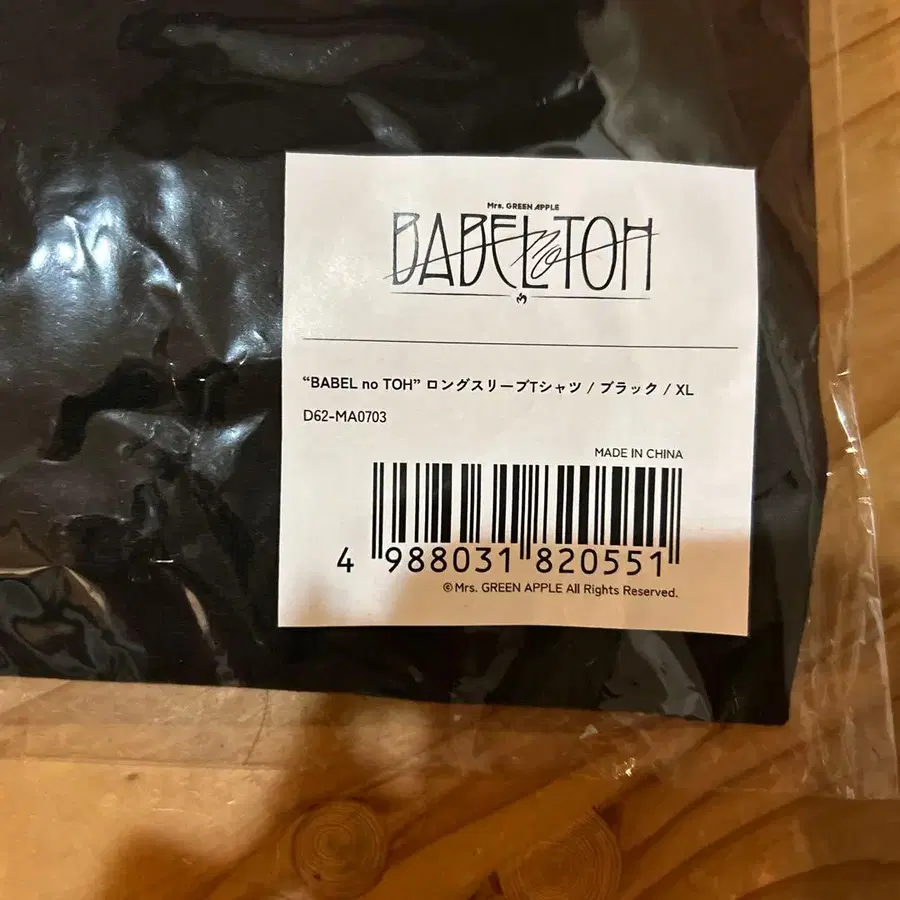 Mrs. GREEN APPLE
BABEL no TOH
“BABEL no TOH” ロングスリーブTシャツ / ブラック / XL
D62-MA0703
MADE IN CHINA
4 988031 820551
©Mrs. GREEN APPLE All Rights Reserved.